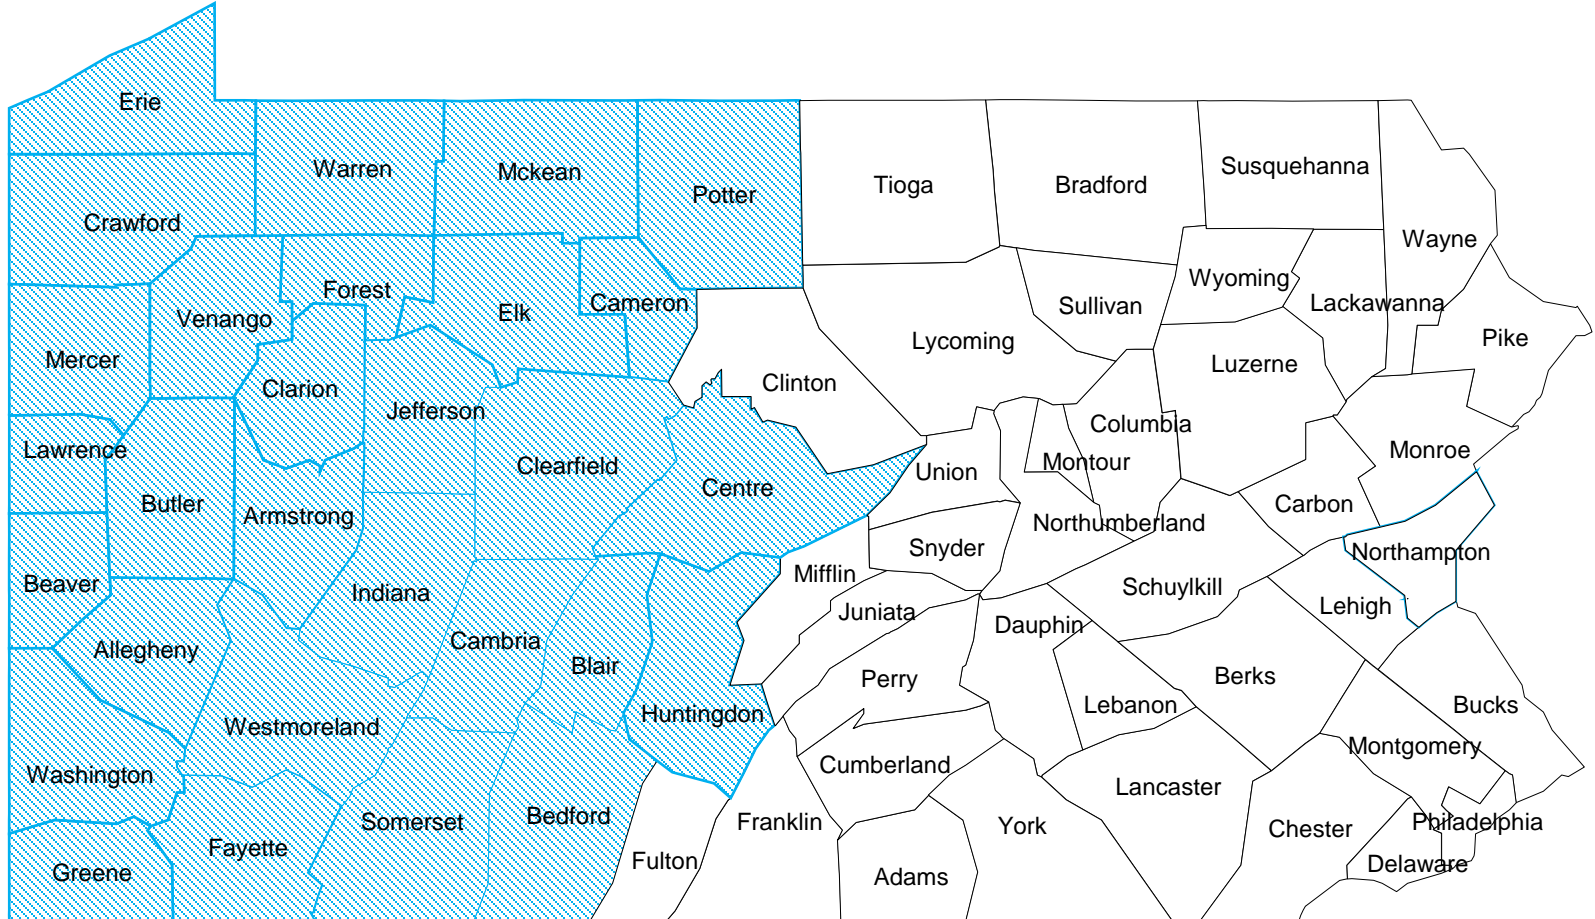 Erie
Warren
Mckean
Potter
Tioga
Bradford
Susquehanna
Crawford
Wayne
Forest
Cameron
Wyoming
Lackawanna
Venango
Elk
Sullivan
Mercer
Lycoming
Pike
Clarion
Clinton
Luzerne
Jefferson
Columbia
Lawrence
Clearfield
Centre
Union
Montour
Monroe
Butler
Armstrong
Northumberland
Carbon
Snyder
Northampton
Beaver
Indiana
Mifflin
Schuylkill
Juniata
Lehigh
Allegheny
Cambria
Blair
Dauphin
Perry
Berks
Westmoreland
Huntingdon
Lebanon
Bucks
Washington
Cumberland
Montgomery
Lancaster
Somerset
Bedford
Franklin
York
Chester
Philadelphia
Greene
Fayette
Fulton
Adams
Delaware